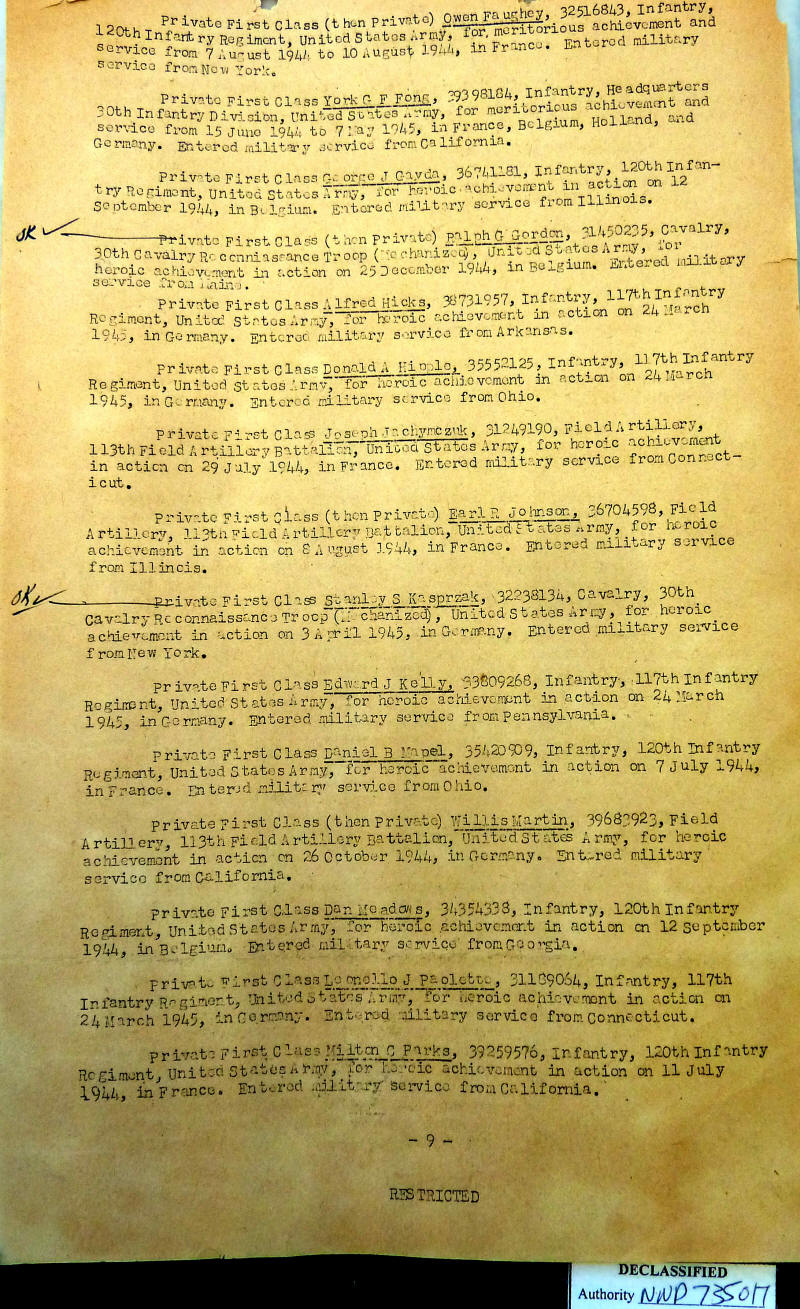 Private First Class (then Private) Owen Faughey, 32516843, Infantry,
120th Infantry Regiment, United States Army, for meritorious achievement and
service from 7 August 1944 to 10 August 1944, in France. Entered military
service from New York.
Private First Class York G F Fong, 39398184, Infantry, Headquarters
30th Infantry Division, United States Army, for meritorious achievement and
service from 15 June 1944 to 7 May 1945, in France, Belgium, Holland, and
Germany. Entered military service from California.
Private First Class George J Gayda, 36741181, Infantry, 120th Infan-
try Regiment, United States Army, for heroic achievement in action on 12
September 1944, in Belgium. Entered military service from Illinois.
OK ✓ Private First Class (then Private) Ralph G Gordon, 31450235, Cavalry,
30th Cavalry Reconnaissance Troop (Mechanized), United States Army, for
heroic achievement in action on 25 December 1944, in Belgium. Entered military
service from Maine.
Private First Class Alfred Hicks, 38731957, Infantry, 117th Infantry
Regiment, United States Army, for heroic achievement in action on 24 March
1945, in Germany. Entered military service from Arkansas.
Private First Class Donald A 35552125, Infantry, 117th Infantry
Regiment, United States Army, for heroic achievement in action on 24 March
1945, in Germany. Entered military service from Ohio.
Private First Class Joseph Jachymczuk, 31249190, Field Artillery,
113th Field Artillery Battalion, United States Army, for heroic achievement
in action on 29 July 1944, in France. Entered military service from Connect-
icut.
Private First Class (then Private) Earl R Johnson, 36704598, Field
Artillery, 113th Field Artillery Battalion, United States Army, for heroic
achievement in action on 8 August 1944, in France. Entered military service
from Illinois.
OK ✓ Private First Class Stanley S Kasprzak, 32238134, Cavalry, 30th
Cavalry Reconnaissance Troop (Mechanized), United States Army, for heroic
achievement in action on 3 April 1945, in Germany. Entered military service
from New York.
Private First Class Edward J Kelly, 33809268, Infantry, 117th Infantry
Regiment, United States Army, for heroic achievement in action on 24 March
1945, in Germany. Entered military service from Pennsylvania.
Private First Class Daniel B Mapel, 35420909, Infantry, 120th Infantry
Regiment, United States Army, for heroic achievement in action on 7 July 1944,
in France. Entered military service from Ohio.
Private First Class (then Private) Willis Martin, 39683923, Field
Artillery, 113th Field Artillery Battalion, United States Army, for heroic
achievement in action on 26 October 1944, in Germany. Entered military
service from California.
Private First Class Dan Meadows, 34354338, Infantry, 120th Infantry
Regiment, United States Army, for heroic achievement in action on 12 September
1944, in Belgium. Entered military service from Georgia.
Private First Class Leonello J Paolette, 31189064, Infantry, 117th
Infantry Regiment, United States Army, for heroic achievement in action on
24 March 1945, in Germany. Entered military service from Connecticut.
Private First Class Milton C Parks, 39259576, Infantry, 120th Infantry
Regiment, United States Army, for heroic achievement in action on 11 July
1944, in France. Entered military service from California.
- 9 -
RESTRICTED
DECLASSIFIED
Authority NND 735017